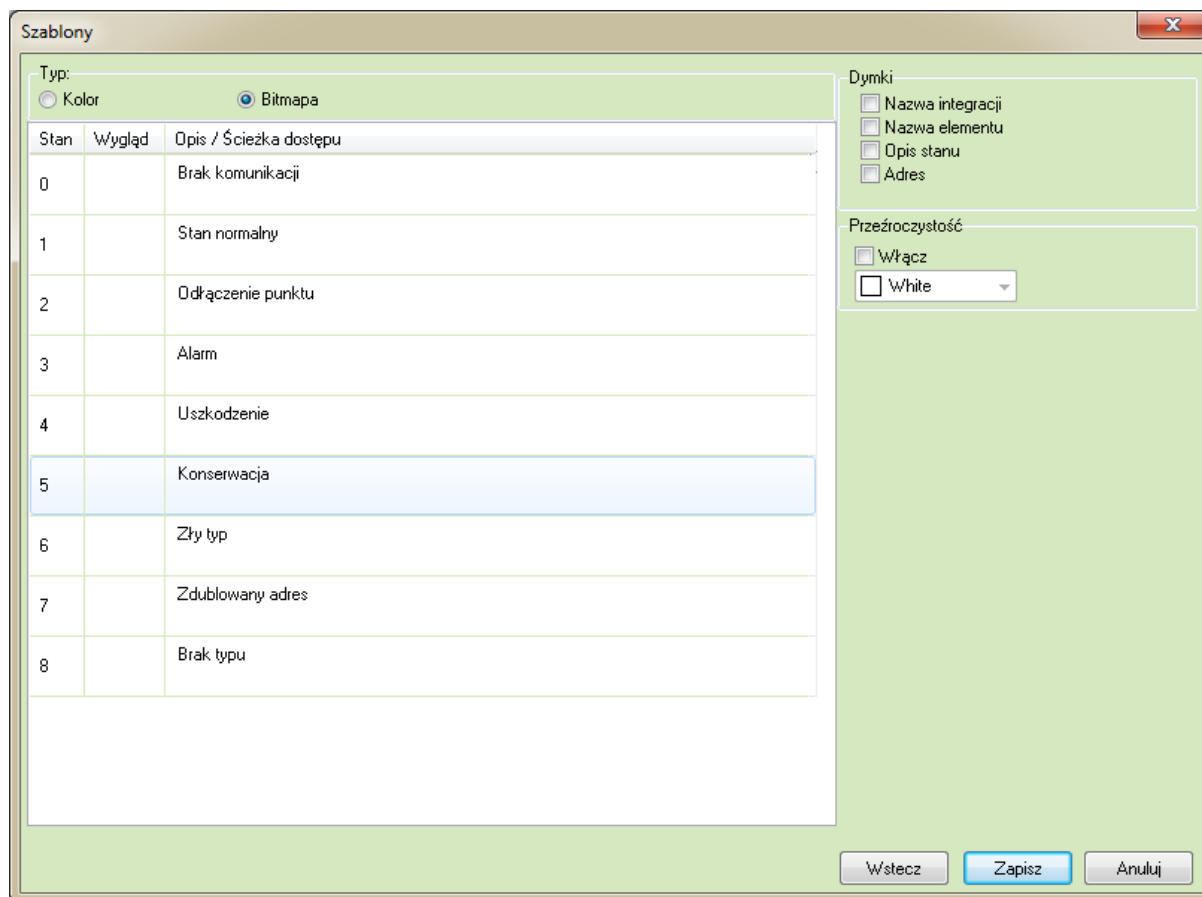 Szablony
Typ:
Kolor Bitmapa
Stan Wygląd Opis / Ścieżka dostępu
0 Brak komunikacji
1 Stan normalny
2 Odłączenie punktu
3 Alarm
4 Uszkodzenie
5 Konserwacja
6 Zły typ
7 Zdublowany adres
8 Brak typu
Dymki
Nazwa integracji
Nazwa elementu
Opis stanu
Adres
Przeźroczystość
Włącz
White
Wstecz Zapisz Anuluj